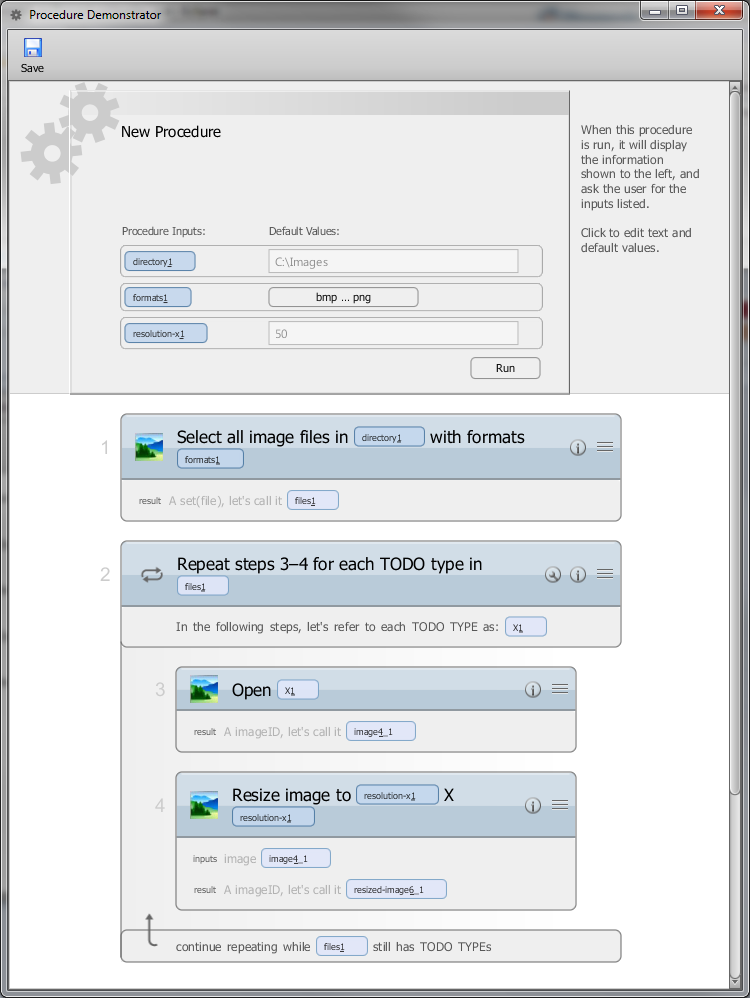 Procedure Demonstrator
Save
New Procedure
When this procedure
is run, it will display
the information
shown to the left, and
ask the user for the
inputs listed.
Click to edit text and
default values.
Procedure Inputs: Default Values:
directory1 C:\Images
formats1 bmp ... png
resolution-x1 50
Run
1 Select all image files in directory1 with formats
formats1
result A set(file), let's call it files1
2 Repeat steps 3–4 for each TODO type in
files1
In the following steps, let's refer to each TODO TYPE as: X1
3 Open X1
result A imageID, let's call it image4_1
4 Resize image to resolution-x1 X
resolution-x1
inputs image image4_1
result A imageID, let's call it resized-image6_1
continue repeating while files1 still has TODO TYPEs